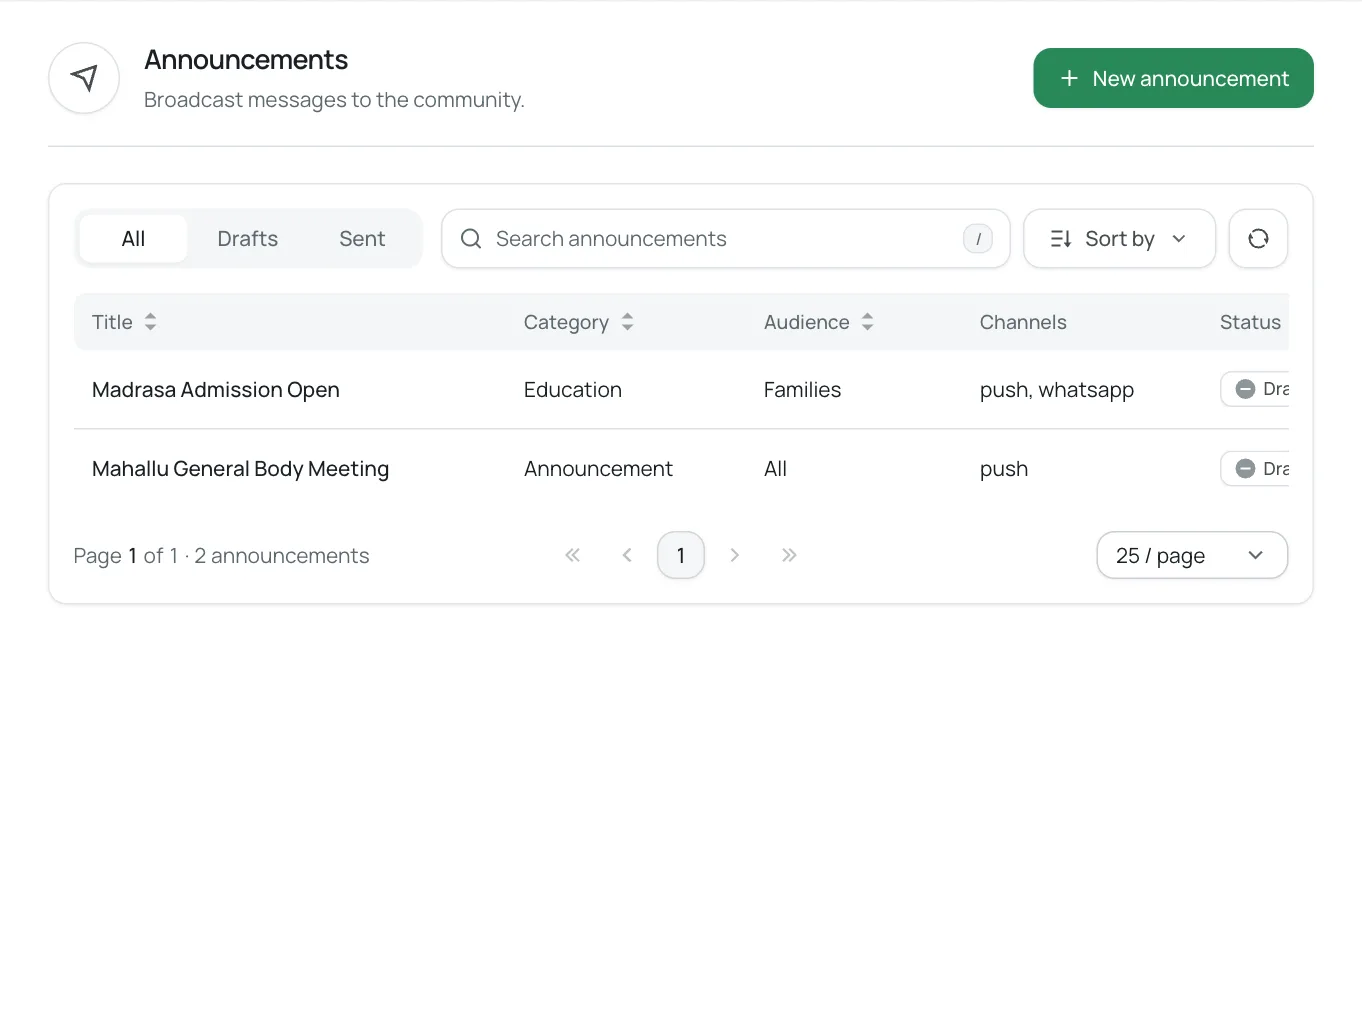 Announcements
Broadcast messages to the community.
New announcement
All Drafts Sent
Search announcements /
Sort by
Title Category Audience Channels Status
Madrasa Admission Open Education Families push, whatsapp Dra
Mahallu General Body Meeting Announcement All push Dra
Page 1 of 1 · 2 announcements
1
25 / page